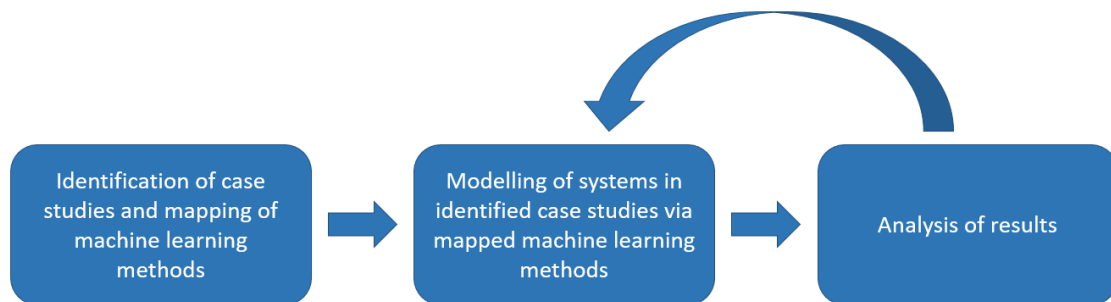 Identification of case
studies and mapping of
machine learning
methods
Modelling of systems in
identified case studies via
mapped machine learning
methods
Analysis of results